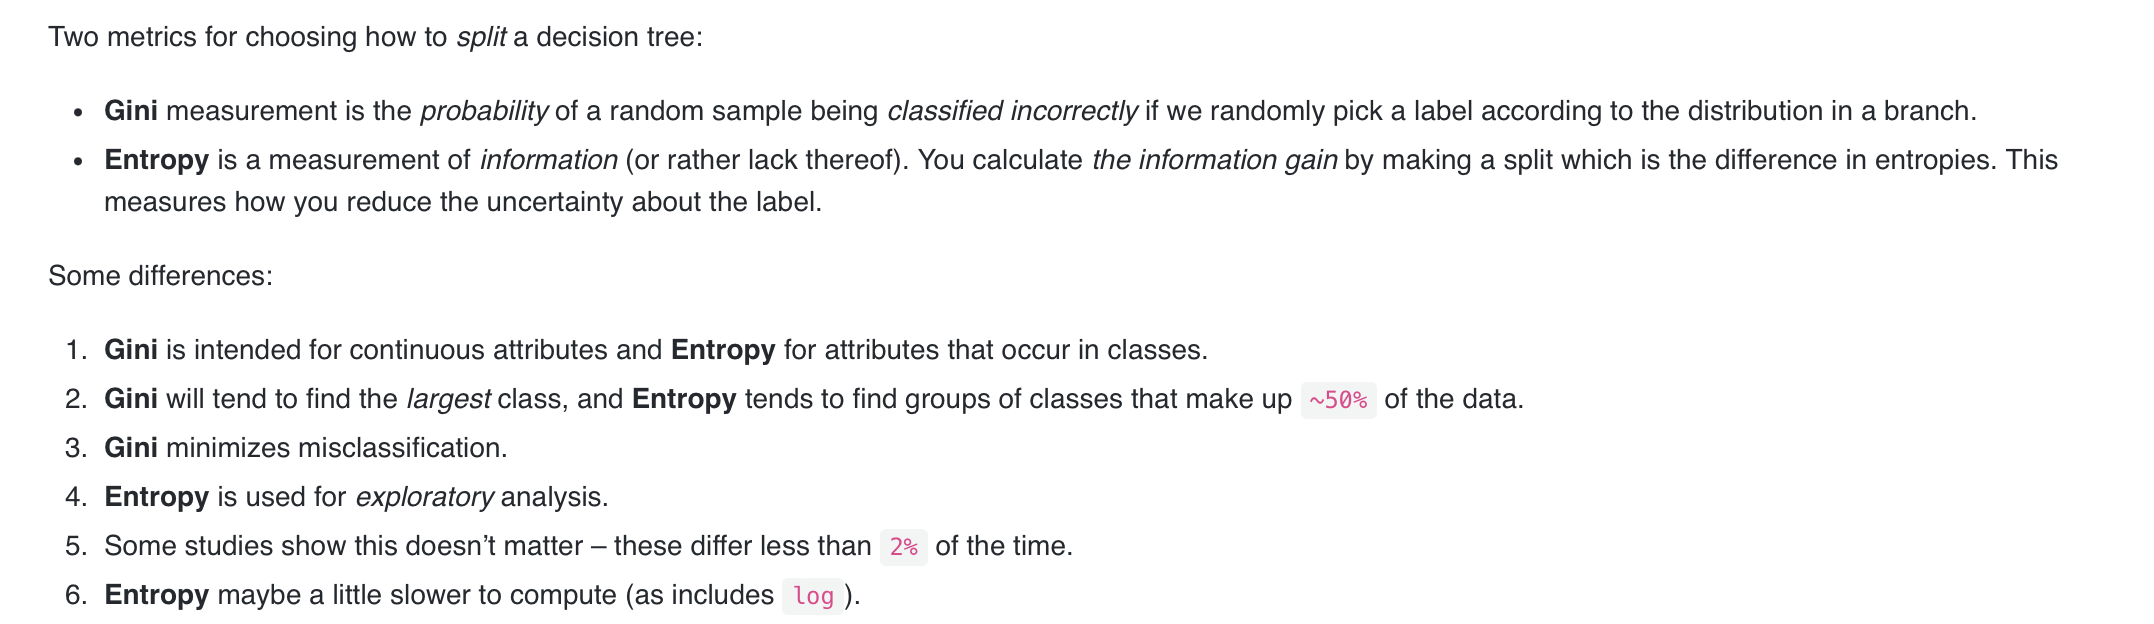 Two metrics for choosing how to split a decision tree:
• Gini measurement is the probability of a random sample being classified incorrectly if we randomly pick a label according to the distribution in a branch.
• Entropy is a measurement of information (or rather lack thereof). You calculate the information gain by making a split which is the difference in entropies. This
measures how you reduce the uncertainty about the label.
Some differences:
1. Gini is intended for continuous attributes and Entropy for attributes that occur in classes.
2. Gini will tend to find the largest class, and Entropy tends to find groups of classes that make up ~50% of the data.
3. Gini minimizes misclassification.
4. Entropy is used for exploratory analysis.
5. Some studies show this doesn’t matter – these differ less than 2% of the time.
6. Entropy maybe a little slower to compute (as includes log ).